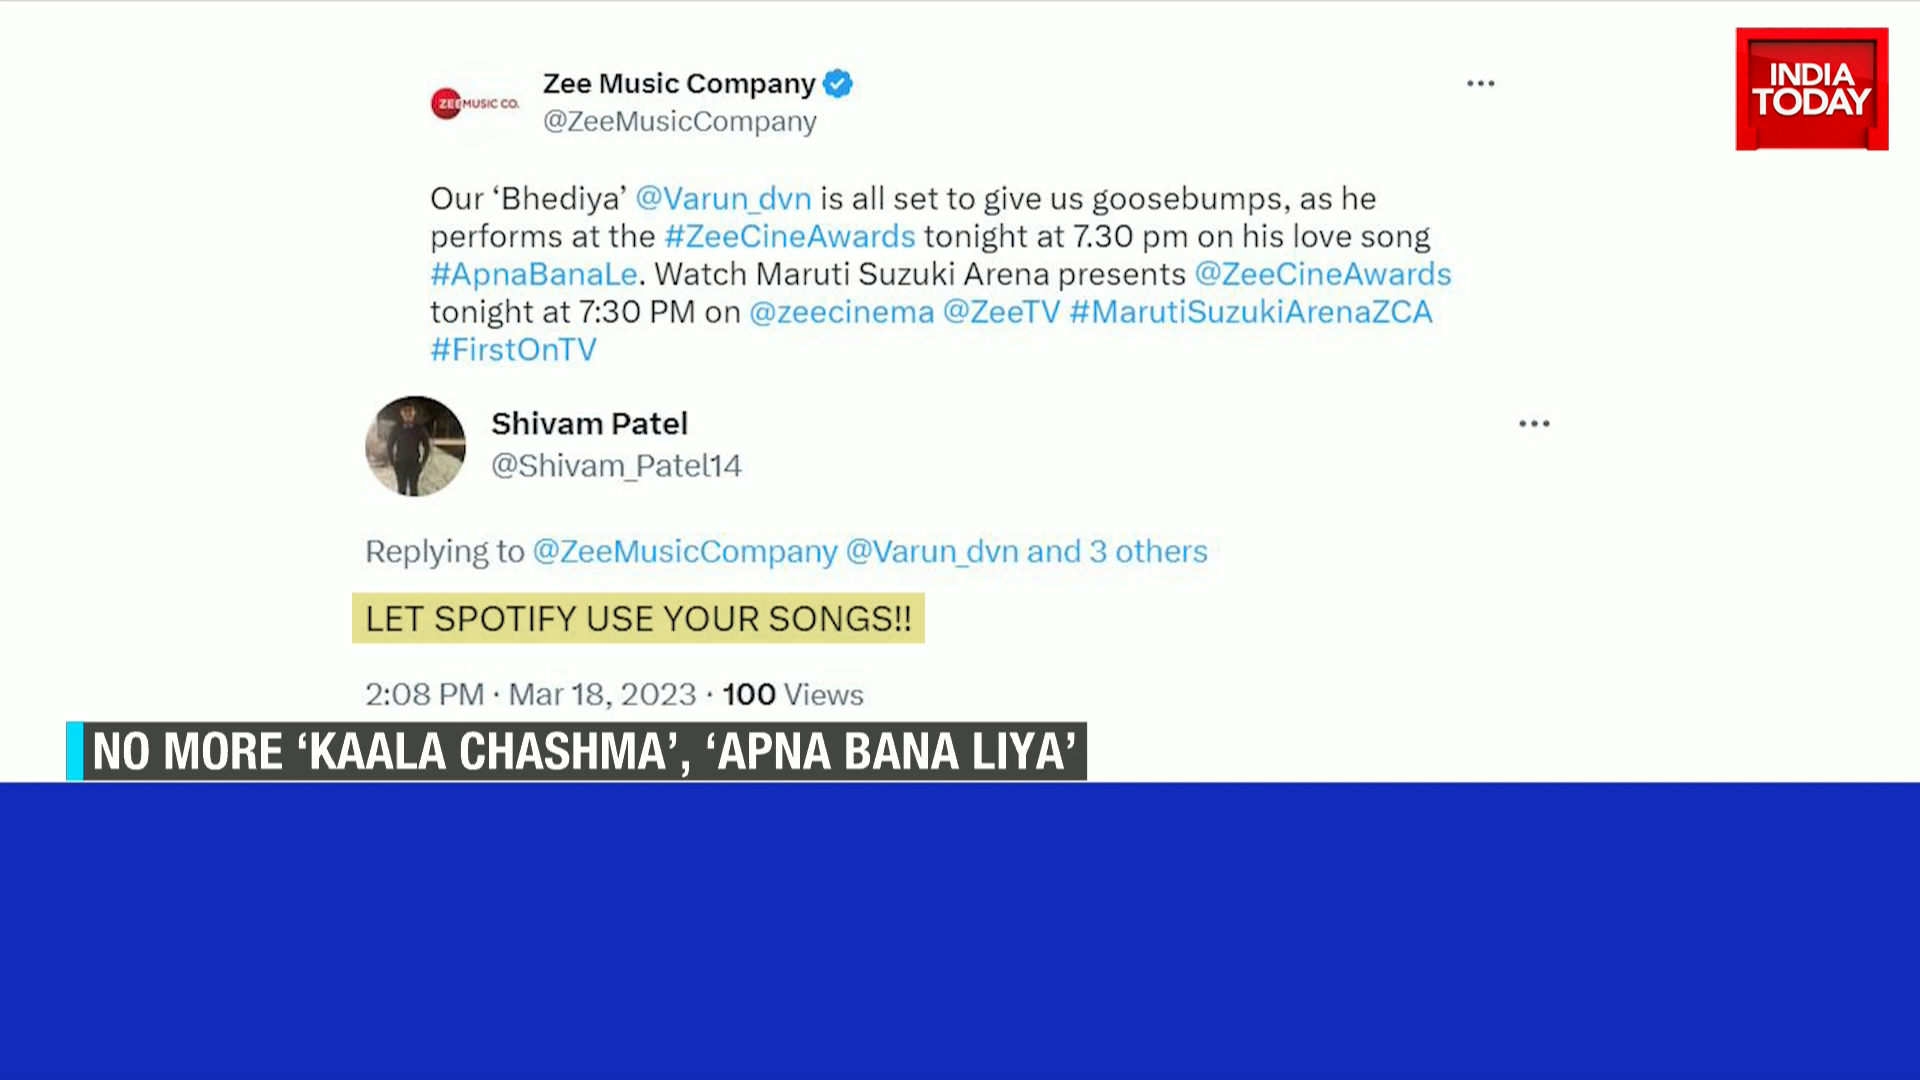 INDIA
TODAY
Zee Music Company
ZEE MUSIC CO.
@ZeeMusicCompany
Our ‘Bhediya’ @Varun_dvn is all set to give us goosebumps, as he
performs at the #ZeeCineAwards tonight at 7.30 pm on his love song
#ApnaBanaLe. Watch Maruti Suzuki Arena presents @ZeeCineAwards
tonight at 7:30 PM on @zeecinema @ZeeTV #MarutiSuzukiArenaZCA
#FirstOnTV
Shivam Patel
@Shivam_Patel14
Replying to @ZeeMusicCompany @Varun_dvn and 3 others
LET SPOTIFY USE YOUR SONGS!!
2:08 PM · Mar 18, 2023 · 100 Views
NO MORE ‘KAALA CHASHMA’, ‘APNA BANA LIYA’